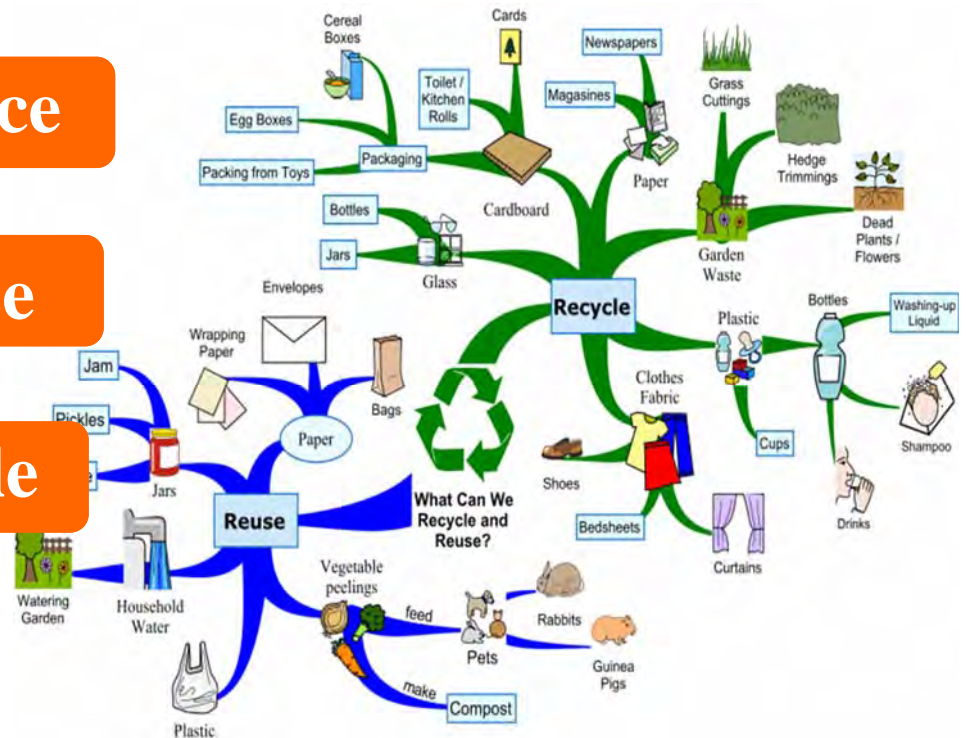 ce
e
le
Cereal
Boxes
Cards
Newspapers
Magasines
Toilet /
Kitchen
Rolls
Egg Boxes
Packaging
Packing from Toys
Cardboard
Paper
Grass
Cuttings
Hedge
Trimmings
Dead
Plants /
Flowers
Garden
Waste
Bottles
Jars
Glass
Recycle
Plastic
Bottles
Washing-up
Liquid
Shampoo
Drinks
Cups
Clothes
Fabric
Shoes
Bedsheets
Curtains
What Can We
Recycle and
Reuse?
Envelopes
Wrapping
Paper
Bags
Paper
Jam
Pickles
e
Jars
Reuse
Watering
Garden
Household
Water
Plastic
Vegetable
peelings
feed
Pets
Rabbits
Guinea
Pigs
make
Compost